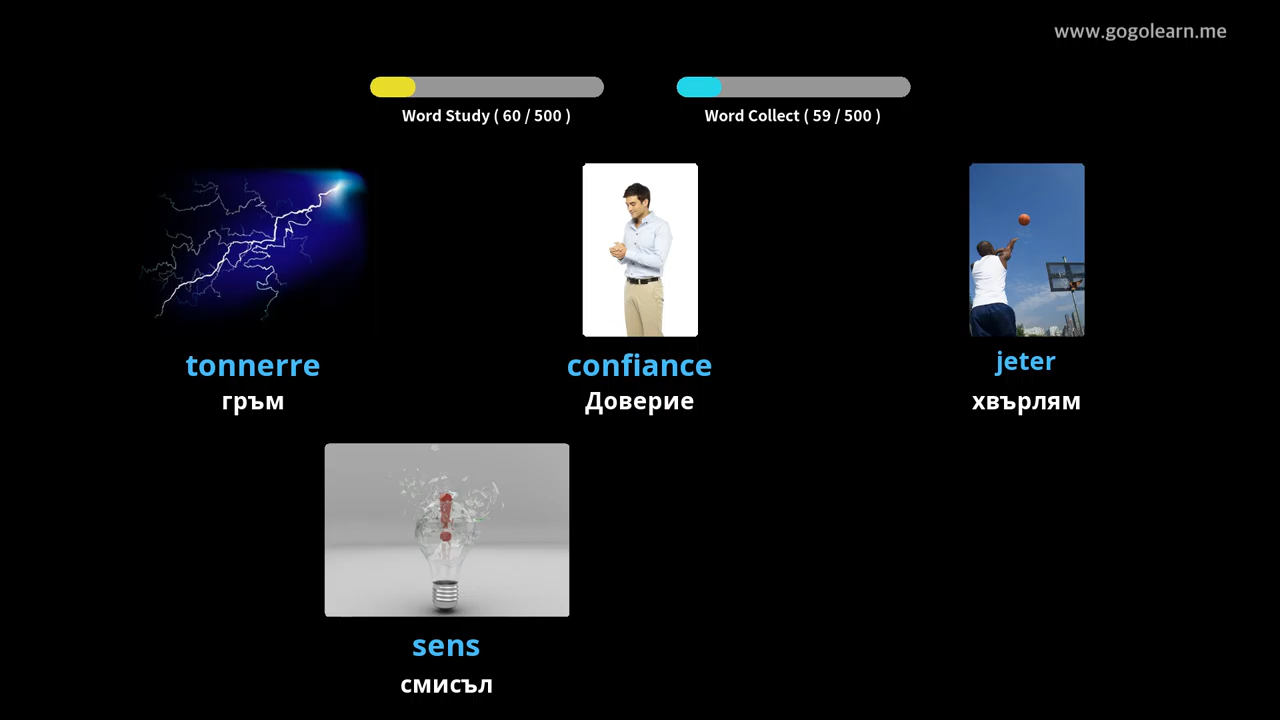 www.gogolearn.me
Word Study ( 60 / 500 )
Word Collect ( 59 / 500 )
tonnerre
гръм
confiance
Доверие
jeter
хвърлям
sens
смисъл